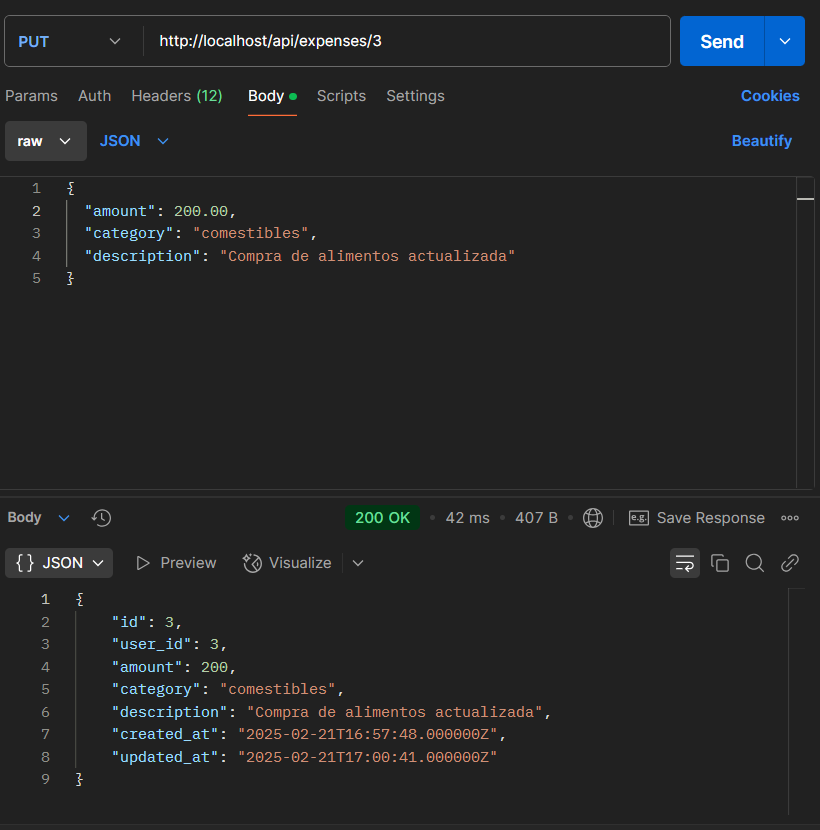 PUT http://localhost/api/expenses/3 Send
Params Auth Headers (12) Body Scripts Settings Cookies
raw JSON Beautify
1 {
2 "amount": 200.00,
3 "category": "comestibles",
4 "description": "Compra de alimentos actualizada"
5 }
Body 200 OK • 42 ms • 407 B • e.g. Save Response
{} JSON Preview Visualize
1 {
2 "id": 3,
3 "user_id": 3,
4 "amount": 200,
5 "category": "comestibles",
6 "description": "Compra de alimentos actualizada",
7 "created_at": "2025-02-21T16:57:48.000000Z",
8 "updated_at": "2025-02-21T17:00:41.000000Z"
9 }